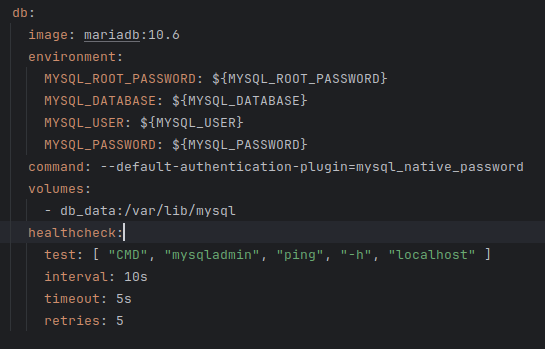 db:
image: mariadb:10.6
environment:
MYSQL_ROOT_PASSWORD: ${MYSQL_ROOT_PASSWORD}
MYSQL_DATABASE: ${MYSQL_DATABASE}
MYSQL_USER: ${MYSQL_USER}
MYSQL_PASSWORD: ${MYSQL_PASSWORD}
command: --default-authentication-plugin=mysql_native_password
volumes:
- db_data:/var/lib/mysql
healthcheck:
test: [ "CMD", "mysqladmin", "ping", "-h", "localhost" ]
interval: 10s
timeout: 5s
retries: 5